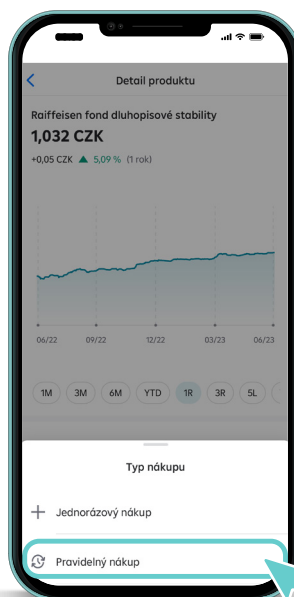 Detail produktu
Raiffeisen fond dluhopisové stability
1,032 CZK
+0,05 CZK ▲ 5,09 % (1 rok)
06/22 09/22 12/22 03/23 06/23
1M 3M 6M YTD 1R 3R 5L
Typ nákupu
Jednorázový nákup
Pravidelný nákup